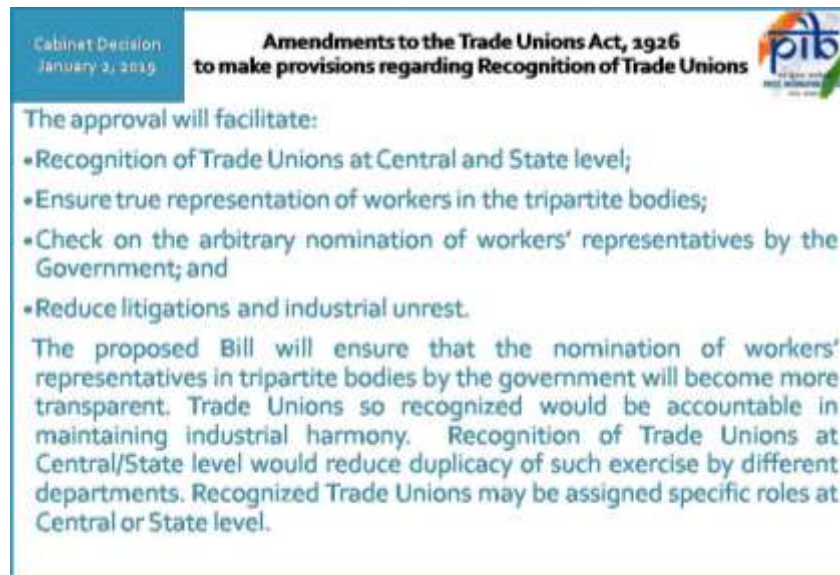 Cabinet Decision
January 2, 2019
Amendments to the Trade Unions Act, 1926
to make provisions regarding Recognition of Trade Unions
pib
The approval will facilitate:
•Recognition of Trade Unions at Central and State level;
•Ensure true representation of workers in the tripartite bodies;
•Check on the arbitrary nomination of workers' representatives by the
Government; and
•Reduce litigations and industrial unrest.
The proposed Bill will ensure that the nomination of workers'
representatives in tripartite bodies by the government will become more
transparent. Trade Unions so recognized would be accountable in
maintaining industrial harmony. Recognition of Trade Unions at
Central/State level would reduce duplicacy of such exercise by different
departments. Recognized Trade Unions may be assigned specific roles at
Central or State level.